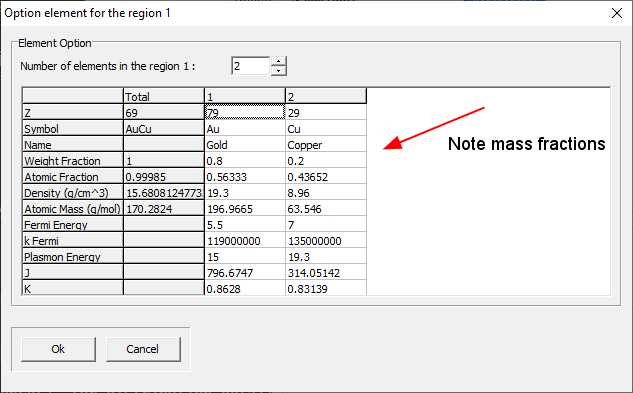 Option element for the region 1
Element Option
Number of elements in the region 1 : 2
Total 1 2
Z 69 79 29
Symbol AuCu Au Cu
Name Gold Copper
Weight Fraction 1 0.8 0.2
Atomic Fraction 0.99985 0.56333 0.43652
Density (g/cm^3) 15.6808124773 19.3 8.96
Atomic Mass (g/mol) 170.2824 196.9665 63.546
Fermi Energy 5.5 7
k Fermi 119000000 135000000
Plasmon Energy 15 19.3
J 796.6747 314.05142
K 0.8628 0.83139
Note mass fractions
Ok Cancel